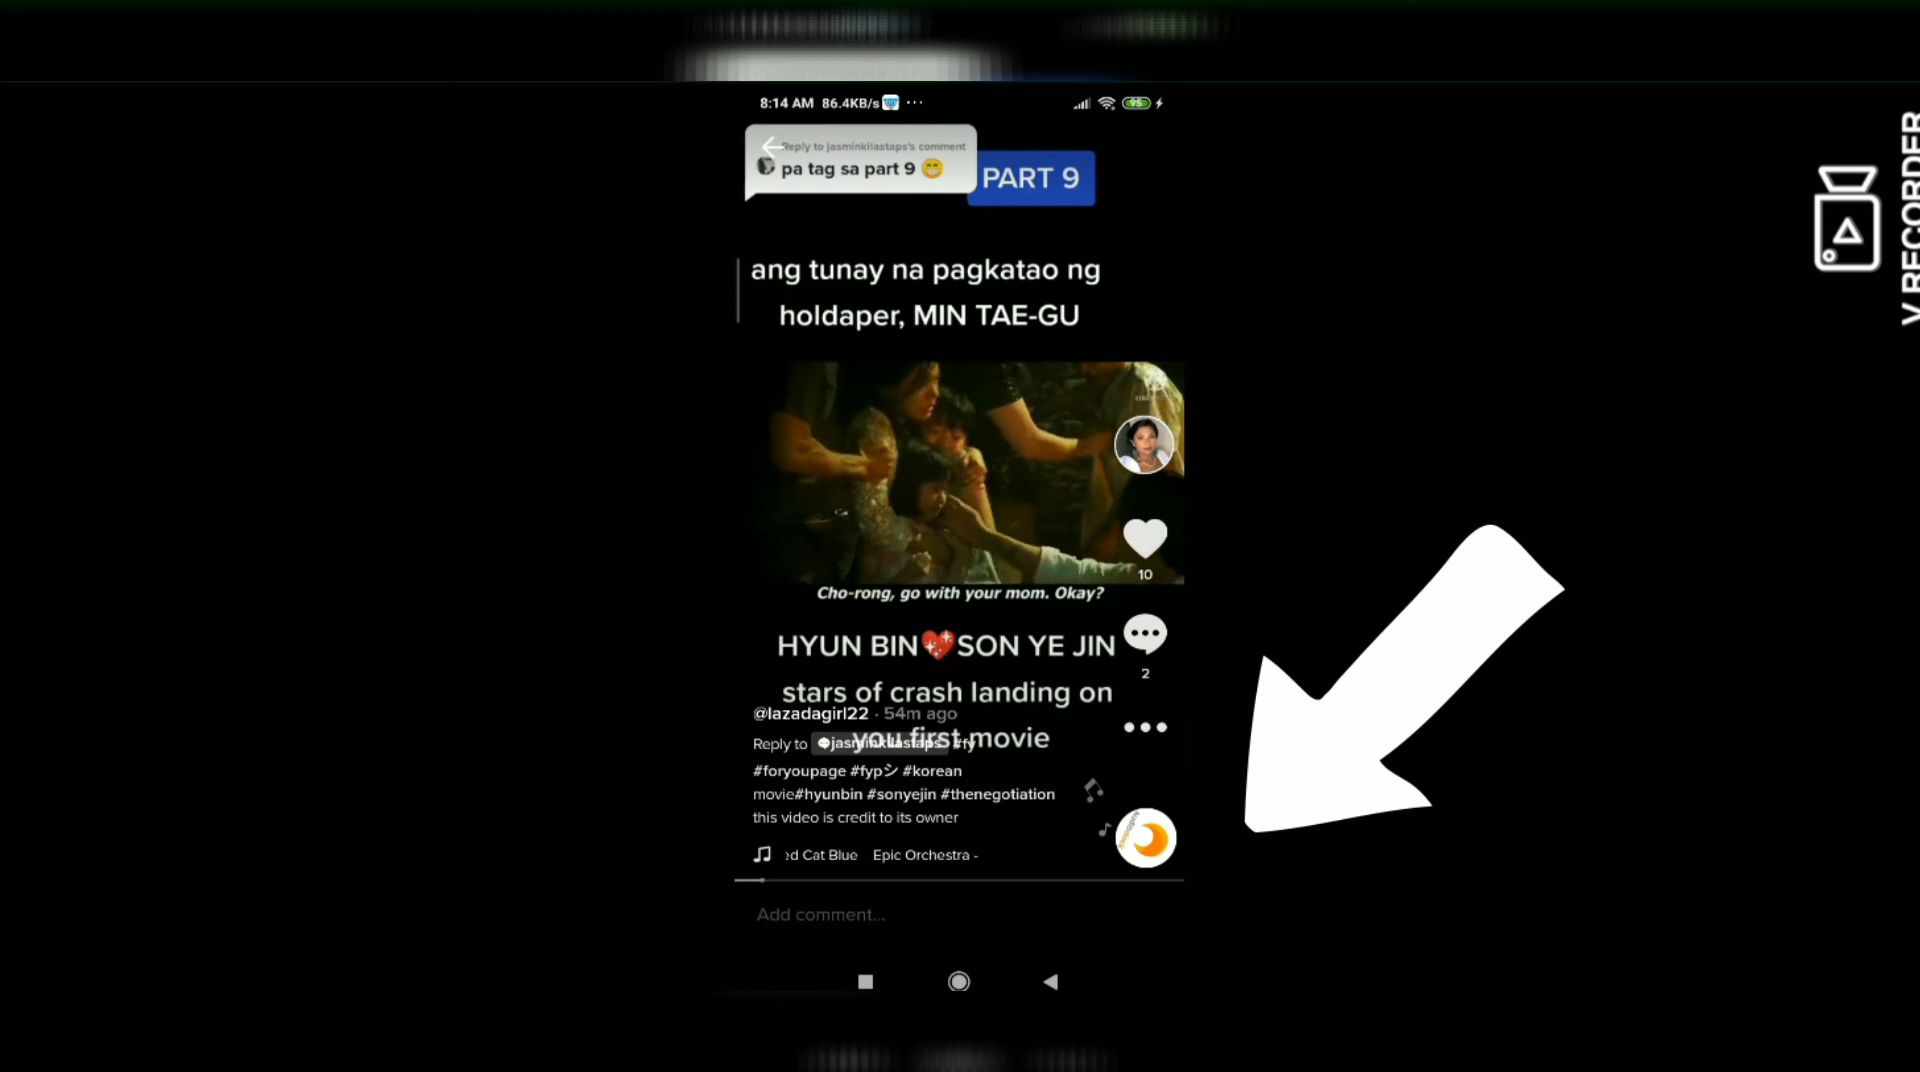 8:14 AM 86.4KB/s ...
95
Reply to jasminkilastaps's comment
pa tag sa part 9 😁
PART 9
ang tunay na pagkatao ng
holdaper, MIN TAE-GU
10
Cho-rong, go with your mom. Okay?
HYUN BIN💖SON YE JIN
2
stars of crash landing on
@lazadagirl22 · 54m ago
you first movie
Reply to jasminkilastaps #fy
#foryoupage #fypシ #korean
movie#hyunbin #sonyejin #thenegotiation
this video is credit to its owner
ed Cat Blue Epic Orchestra -
Add comment...
V RECORDER